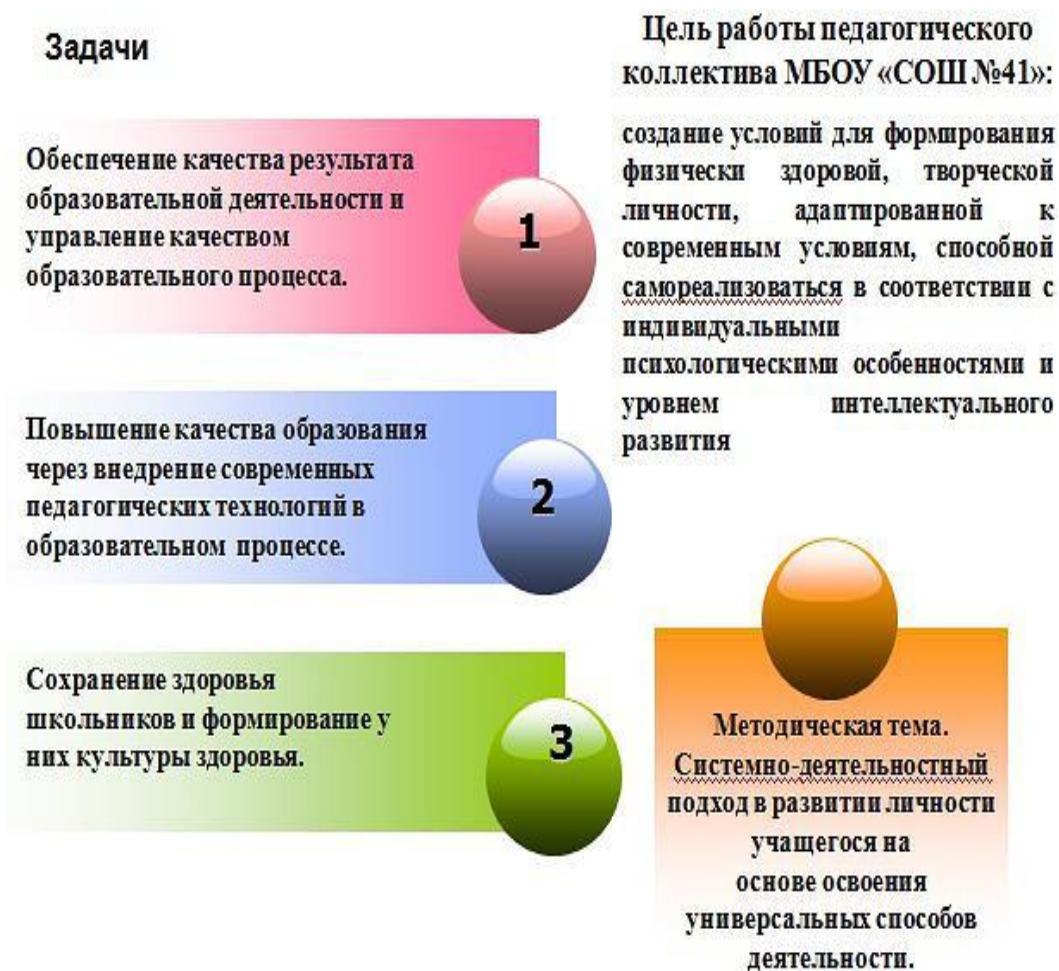 Задачи
Обеспечение качества результата
образовательной деятельности и
управление качеством
образовательного процесса.
1
Повышение качества образования
через внедрение современных
педагогических технологий в
образовательном процессе.
2
Сохранение здоровья
школьников и формирование у
них культуры здоровья.
3
Цель работы педагогического
коллектива МБОУ «СОШ №41»:
создание условий для формирования
физически здоровой, творческой
личности, адаптированной к
современным условиям, способной
самореализоваться в соответствии с
индивидуальными
психологическими особенностями и
уровнем интеллектуального
развития
Методическая тема.
Системно-деятельностный
подход в развитии личности
учащегося на
основе освоения
универсальных способов
деятельности.